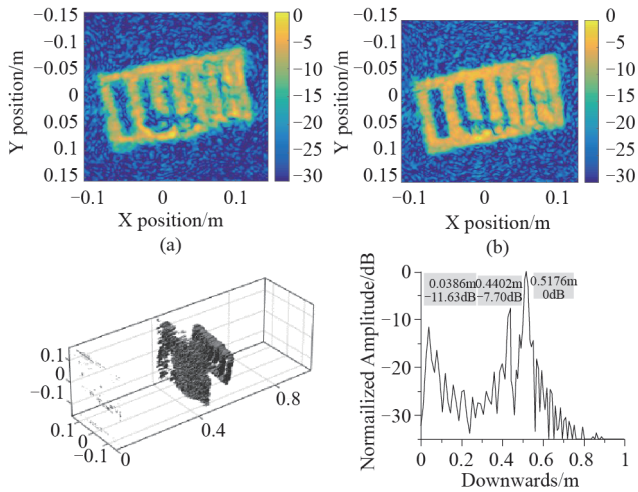 −0.15
−0.1
−0.05
0
0.05
0.1
0.15
Y position/m
−0.1 0 0.1
X position/m
(a)
0
−5
−10
−15
−20
−25
−30
−0.15
−0.1
−0.05
0
0.05
0.1
0.15
Y position/m
−0.1 0 0.1
X position/m
(b)
0
−5
−10
−15
−20
−25
−30
0.1
0
−0.1
0.1
0
−0.1
0
0.4
0.8
Normailized Amplitude/dB
0
−10
−20
−30
0.0386m
−11.63dB
0.4402m
−7.70dB
0.5176m
0dB
0 0.2 0.4 0.6 0.8 1
Downwards/m